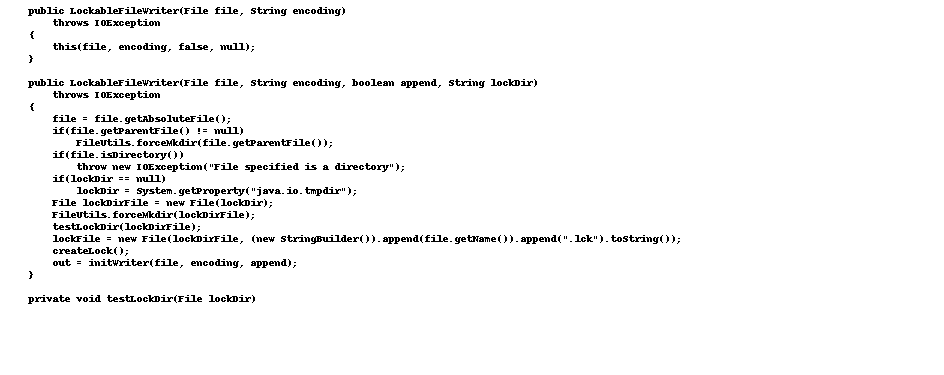 public LockableFileWriter(File file, String encoding)
    throws IOException
{
    this(file, encoding, false, null);
}

public LockableFileWriter(File file, String encoding, boolean append, String lockDir)
    throws IOException
{
    file = file.getAbsoluteFile();
    if(file.getParentFile() != null)
        FileUtils.forceMkdir(file.getParentFile());
    if(file.isDirectory())
        throw new IOException("File specified is a directory");
    if(lockDir == null)
        lockDir = System.getProperty("java.io.tmpdir");
    File lockDirFile = new File(lockDir);
    FileUtils.forceMkdir(lockDirFile);
    testLockDir(lockDirFile);
    lockFile = new File(lockDirFile, (new StringBuilder()).append(file.getName()).append(".lck").toString());
    createLock();
    out = initWriter(file, encoding, append);
}

private void testLockDir(File lockDir)